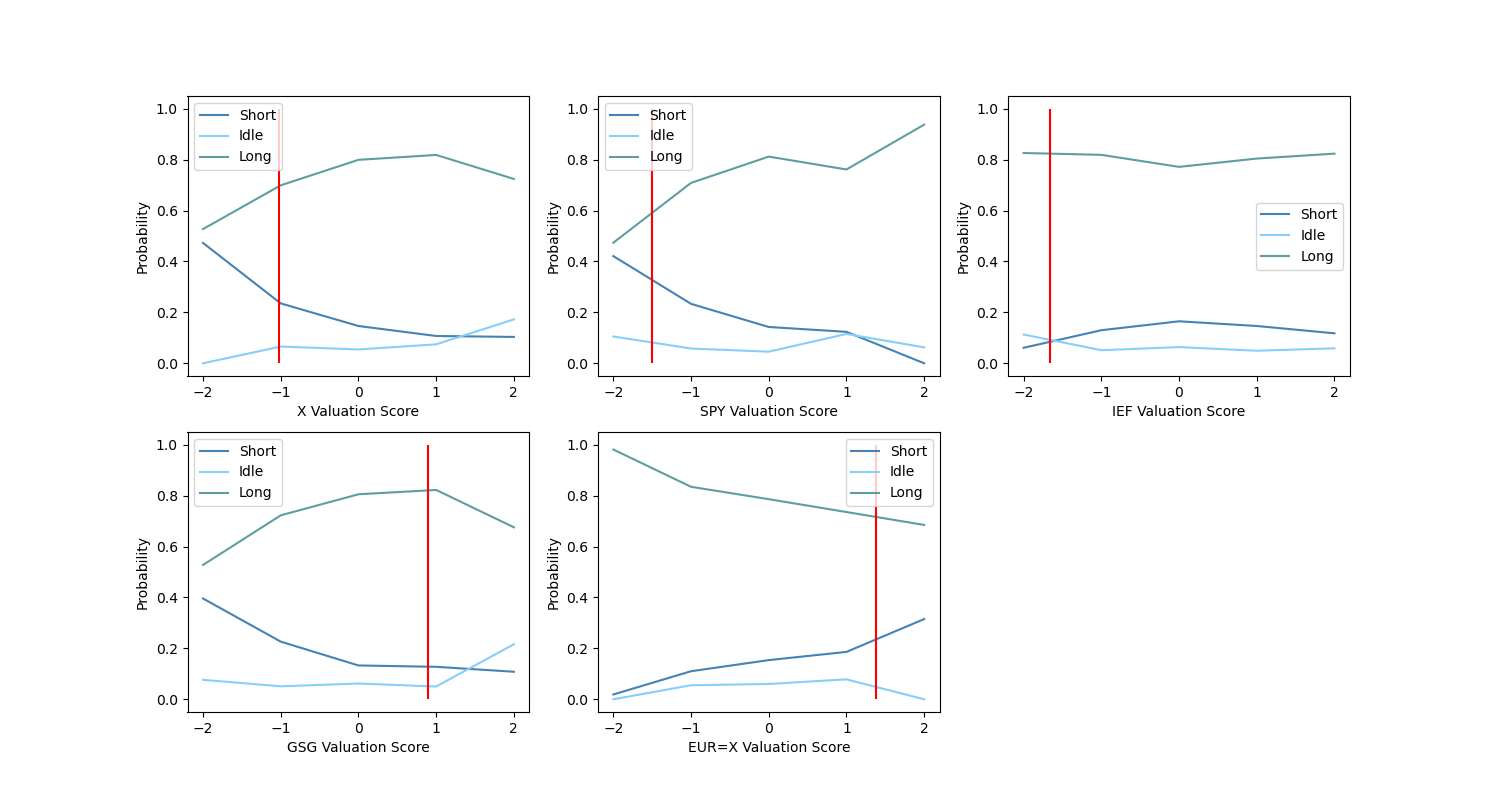 Short
Idle
Long
1.0
0.8
0.6
0.4
0.2
0.0
Probability
−2 −1 0 1 2
X Valuation Score
Short
Idle
Long
1.0
0.8
0.6
0.4
0.2
0.0
Probability
−2 −1 0 1 2
SPY Valuation Score
Short
Idle
Long
1.0
0.8
0.6
0.4
0.2
0.0
Probability
−2 −1 0 1 2
IEF Valuation Score
Short
Idle
Long
1.0
0.8
0.6
0.4
0.2
0.0
Probability
−2 −1 0 1 2
GSG Valuation Score
Short
Idle
Long
1.0
0.8
0.6
0.4
0.2
0.0
Probability
−2 −1 0 1 2
EUR=X Valuation Score